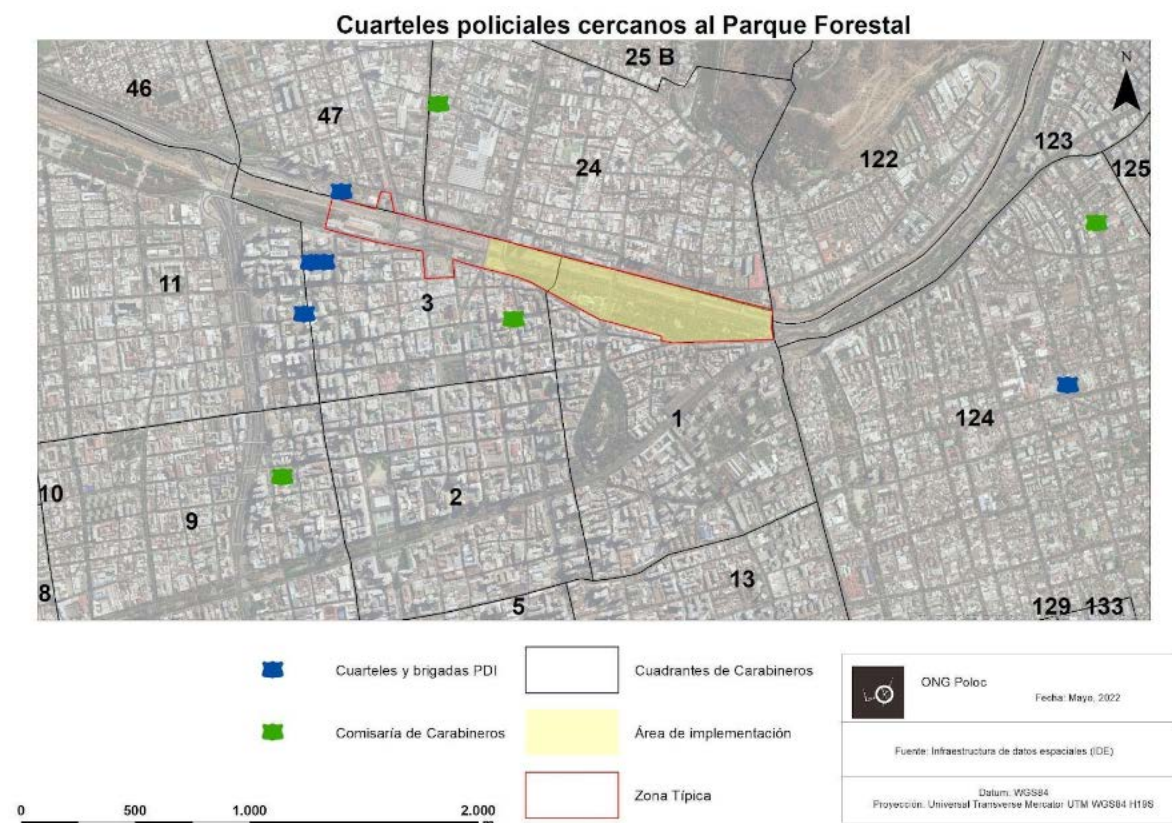 Cuarteles policiales cercanos al Parque Forestal
25 B
N
46
47
24
122
123
125
11
3
1
124
10
9
2
13
8
5
129 133
Cuarteles y brigadas PDI
Comisaría de Carabineros
Cuadrantes de Carabineros
Área de implementación
Zona Típica
ONG Poloc
Fecha: Mayo, 2022
Fuente: Infraestructura de datos espaciales (IDE)
Datum: WGS84
Proyección: Universal Transverse Mercator UTM WGS84 H19S
0 500 1.000 2.000